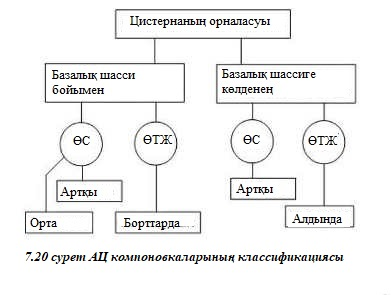 Цистернаның орналасуы
Базалық шасси бойымен
Базалық шассиге көлденең
ӨС
ӨТЖ
ӨС
ӨТЖ
Артқы
Артқы
Орта
Борттарда
Алдында
7.20 сурет АЦ компоновкаларының классификациясы